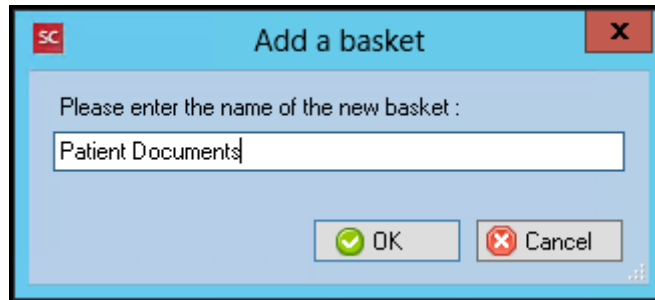 SC
Add a basket
x
Please enter the name of the new basket :
Patient Documents
OK
Cancel